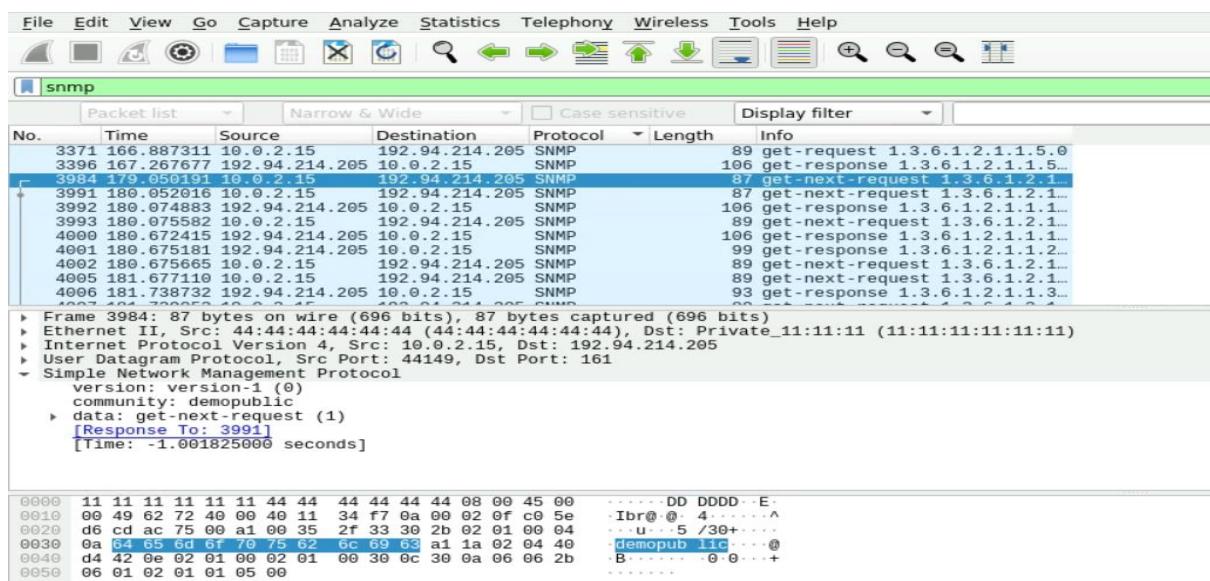 File Edit View Go Capture Analyze Statistics Telephony Wireless Tools Help
snmp
Packet list Narrow & Wide Case sensitive Display filter
No. Time Source Destination Protocol Length Info
3371 166.887311 10.0.2.15 192.94.214.205 SNMP 89 get-request 1.3.6.1.2.1.1.5.0
3396 167.267677 192.94.214.205 10.0.2.15 SNMP 106 get-response 1.3.6.1.2.1.1.5…
3984 179.050191 10.0.2.15 192.94.214.205 SNMP 87 get-next-request 1.3.6.1.2.1…
3991 180.052016 10.0.2.15 192.94.214.205 SNMP 87 get-next-request 1.3.6.1.2.1…
3992 180.074883 192.94.214.205 10.0.2.15 SNMP 106 get-response 1.3.6.1.2.1.1.1…
3993 180.075582 10.0.2.15 192.94.214.205 SNMP 89 get-next-request 1.3.6.1.2.1…
4000 180.672415 192.94.214.205 10.0.2.15 SNMP 106 get-response 1.3.6.1.2.1.1.1…
4001 180.675181 192.94.214.205 10.0.2.15 SNMP 99 get-response 1.3.6.1.2.1.1.2…
4002 180.675665 10.0.2.15 192.94.214.205 SNMP 89 get-next-request 1.3.6.1.2.1…
4005 181.677110 10.0.2.15 192.94.214.205 SNMP 89 get-next-request 1.3.6.1.2.1…
4006 181.738732 192.94.214.205 10.0.2.15 SNMP 93 get-response 1.3.6.1.2.1.1.3…
Frame 3984: 87 bytes on wire (696 bits), 87 bytes captured (696 bits)
Ethernet II, Src: 44:44:44:44:44:44 (44:44:44:44:44:44), Dst: Private_11:11:11 (11:11:11:11:11:11)
Internet Protocol Version 4, Src: 10.0.2.15, Dst: 192.94.214.205
User Datagram Protocol, Src Port: 44149, Dst Port: 161
Simple Network Management Protocol
version: version-1 (0)
community: demopublic
data: get-next-request (1)
[Response To: 3991]
[Time: -1.001825000 seconds]
0000 11 11 11 11 11 11 44 44 44 44 44 44 08 00 45 00 ······DD DDDD··E·
0010 00 49 62 72 40 00 40 11 34 f7 0a 00 02 0f c0 5e ·Ibr@·@· 4······^
0020 d6 cd ac 75 00 a1 00 35 2f 33 30 2b 02 01 00 04 ···u···5 /30+····
0030 0a 64 65 6d 6f 70 75 62 6c 69 63 a1 1a 02 04 40 ·demopub lic····@
0040 d4 42 0e 02 01 00 02 01 00 30 0c 30 0a 06 06 2b ·B······ ·0·0···+
0050 06 01 02 01 01 05 00 ·······